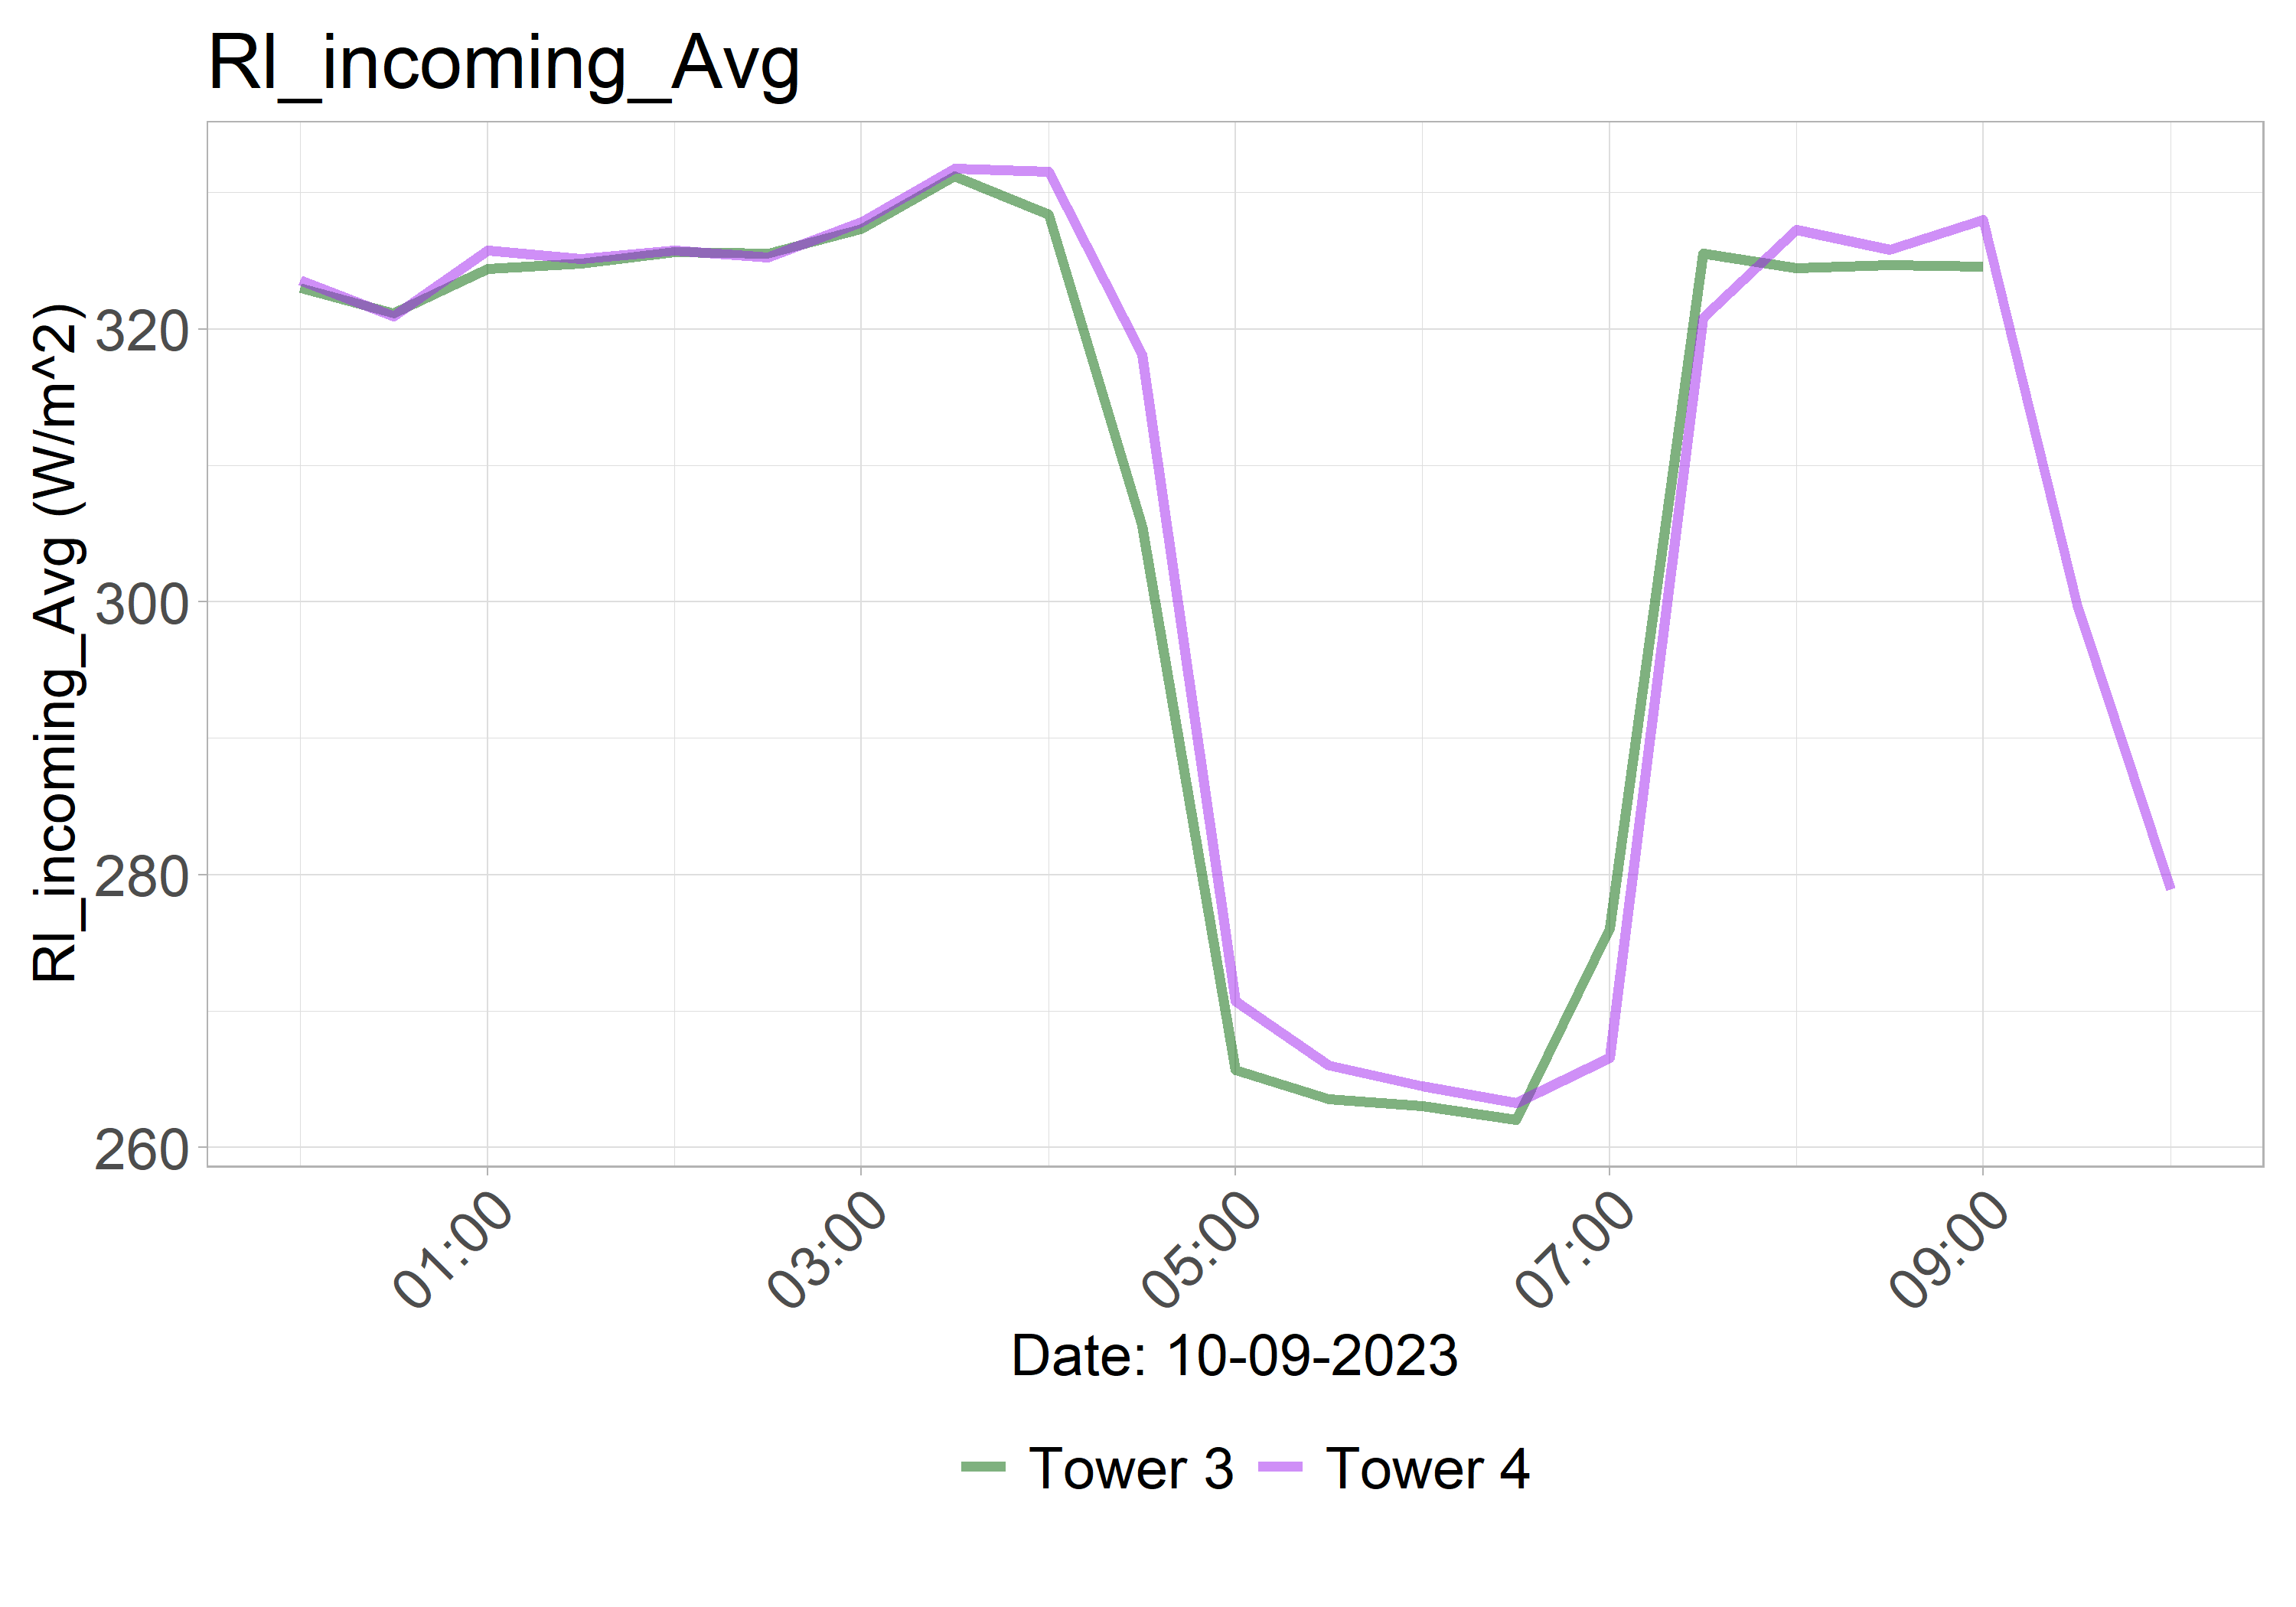 Rl_incoming_Avg
Rl_incoming_Avg (W/m^2)
320
300
280
260
01:00
03:00
05:00
07:00
09:00
Date: 10-09-2023
Tower 3
Tower 4